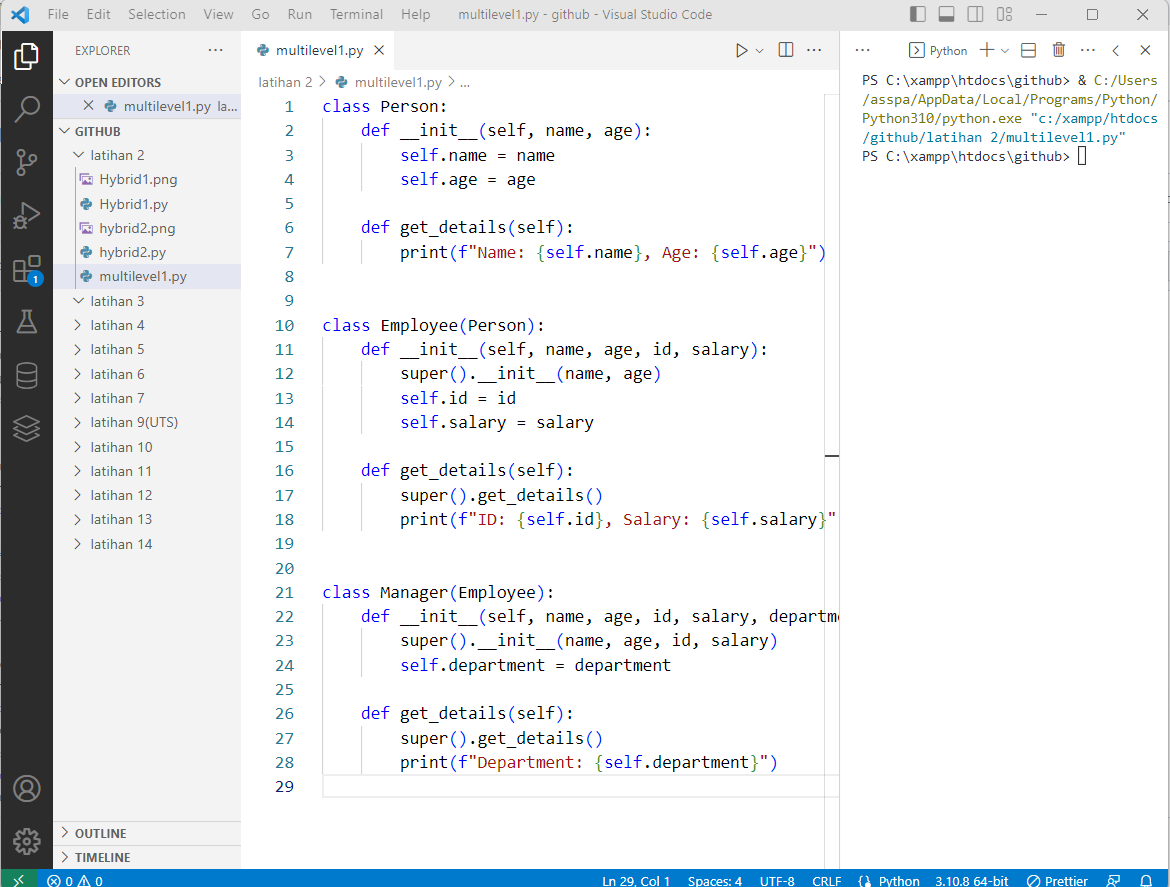 File Edit Selection View Go Run Terminal Help multilevel1.py - github - Visual Studio Code
EXPLORER
OPEN EDITORS
multilevel1.py la...
GITHUB
latihan 2
Hybrid1.png
Hybrid1.py
hybrid2.png
hybrid2.py
multilevel1.py
latihan 3
latihan 4
latihan 5
latihan 6
latihan 7
latihan 9(UTS)
latihan 10
latihan 11
latihan 12
latihan 13
latihan 14
OUTLINE
TIMELINE
1
multilevel1.py
latihan 2 > multilevel1.py > ...
1 class Person:
2     def __init__(self, name, age):
3         self.name = name
4         self.age = age
5
6     def get_details(self):
7         print(f"Name: {self.name}, Age: {self.age}")
8
9
10 class Employee(Person):
11     def __init__(self, name, age, id, salary):
12         super().__init__(name, age)
13         self.id = id
14         self.salary = salary
15
16     def get_details(self):
17         super().get_details()
18         print(f"ID: {self.id}, Salary: {self.salary}"
19
20
21 class Manager(Employee):
22     def __init__(self, name, age, id, salary, departm
23         super().__init__(name, age, id, salary)
24         self.department = department
25
26     def get_details(self):
27         super().get_details()
28         print(f"Department: {self.department}")
29
Python
PS C:\xampp\htdocs\github> & C:/Users
/asspa/AppData/Local/Programs/Python/
Python310/python.exe "c:/xampp/htdocs
/github/latihan 2/multilevel1.py"
PS C:\xampp\htdocs\github>
0 0 Ln 29, Col 1 Spaces: 4 UTF-8 CRLF Python 3.10.8 64-bit Prettier